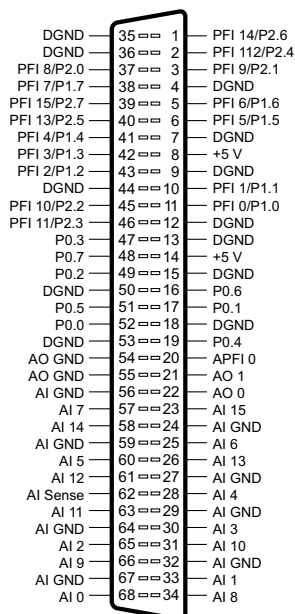 DGND 35 1 PFI 14/P2.6
DGND 36 2 PFI 112/P2.4
PFI 8/P2.0 37 3 PFI 9/P2.1
PFI 7/P1.7 38 4 DGND
PFI 15/P2.7 39 5 PFI 6/P1.6
PFI 13/P2.5 40 6 PFI 5/P1.5
PFI 4/P1.4 41 7 DGND
PFI 3/P1.3 42 8 +5 V
PFI 2/P1.2 43 9 DGND
DGND 44 10 PFI 1/P1.1
PFI 10/P2.2 45 11 PFI 0/P1.0
PFI 11/P2.3 46 12 DGND
P0.3 47 13 DGND
P0.7 48 14 +5 V
P0.2 49 15 DGND
DGND 50 16 P0.6
P0.5 51 17 P0.1
P0.0 52 18 DGND
DGND 53 19 P0.4
AO GND 54 20 APFI 0
AO GND 55 21 AO 1
AI GND 56 22 AO 0
AI 7 57 23 AI 15
AI 14 58 24 AI GND
AI GND 59 25 AI 6
AI 5 60 26 AI 13
AI 12 61 27 AI GND
AI Sense 62 28 AI 4
AI 11 63 29 AI GND
AI GND 64 30 AI 3
AI 2 65 31 AI 10
AI 9 66 32 AI GND
AI GND 67 33 AI 1
AI 0 68 34 AI 8